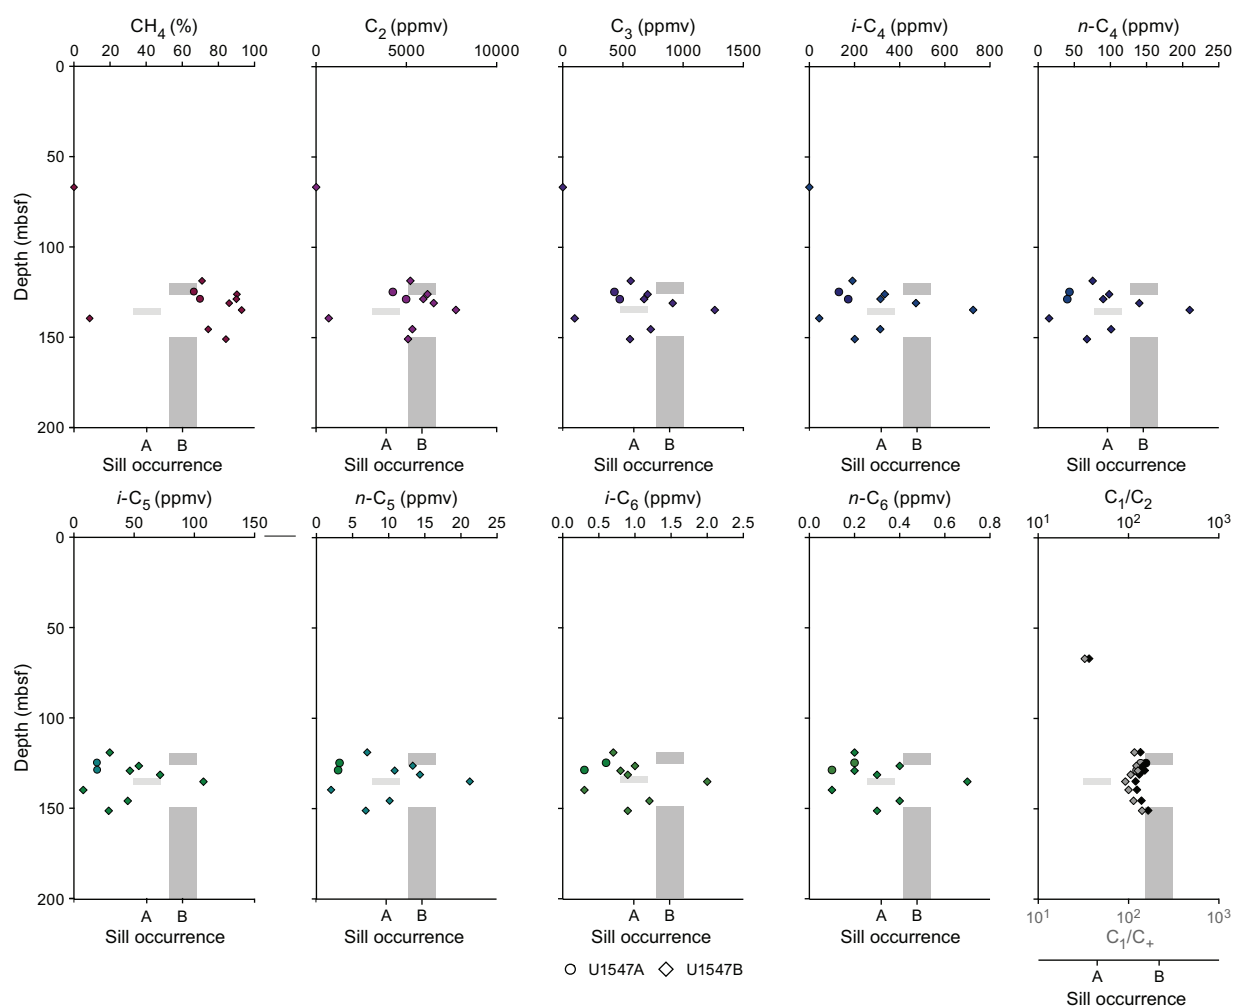 CH4 (%) C2 (ppmv) C3 (ppmv) i-C4 (ppmv) n-C4 (ppmv)
0 20 40 60 80 100 0 5000 10000 0 500 1000 1500 0 200 400 600 800 0 50 100 150 200 250
0
50
100
150
200
Depth (mbsf)
A B A B A B A B A B
Sill occurrence Sill occurrence Sill occurrence Sill occurrence Sill occurrence
i-C5 (ppmv) n-C5 (ppmv) i-C6 (ppmv) n-C6 (ppmv) C1/C2
0 50 100 150 0 5 10 15 20 25 0.0 0.5 1.0 1.5 2.0 2.5 0.0 0.2 0.4 0.6 0.8 10^1 10^2 10^3
0
50
100
150
200
Depth (mbsf)
A B A B A B A B 10^1 10^2 10^3
Sill occurrence Sill occurrence Sill occurrence Sill occurrence C1/C+
U1547A U1547B A B
Sill occurrence